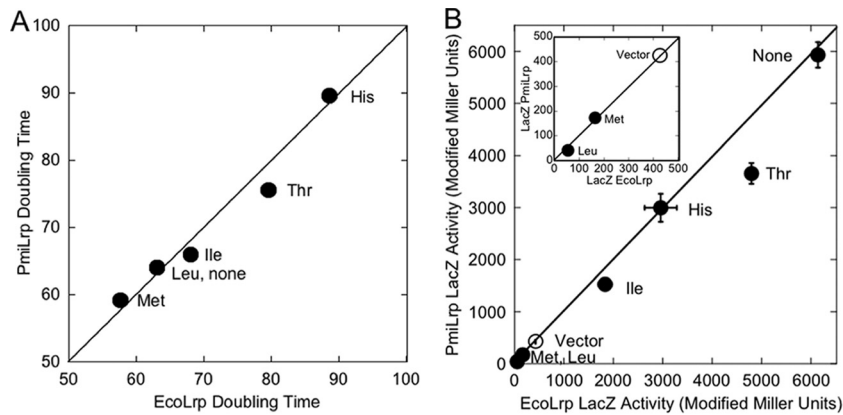 A
100
90
80
70
60
50
PmiLrp Doubling Time
His
Thr
Ile
Leu, none
Met
50 60 70 80 90 100
EcoLrp Doubling Time
B
6000
5000
4000
3000
2000
1000
0
PmiLrp LacZ Activity (Modified Miller Units)
500
400
300
200
100
0
LacZ PmiLrp
Vector
Met
Leu
0 100 200 300 400 500
LacZ EcoLrp
None
Thr
His
Ile
Vector
Met, Leu
0 1000 2000 3000 4000 5000 6000
EcoLrp LacZ Activity (Modified Miller Units)